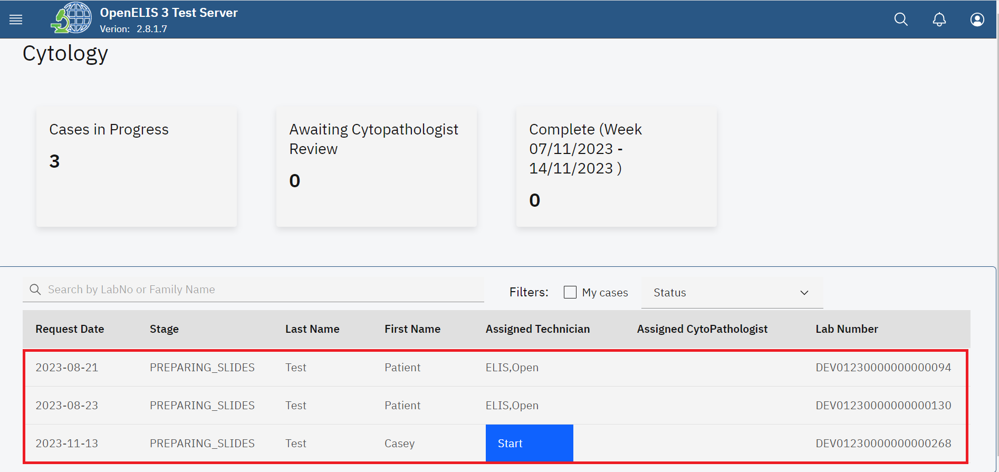 OpenELIS 3 Test Server
Verion: 2.8.1.7
Cytology
Cases in Progress
3
Awaiting Cytopathologist
Review
0
Complete (Week
07/11/2023 -
14/11/2023 )
0
Search by LabNo or Family Name
Filters: My cases Status
Request Date Stage Last Name First Name Assigned Technician Assigned CytoPathologist Lab Number
2023-08-21 PREPARING_SLIDES Test Patient ELIS,Open DEV01230000000000094
2023-08-23 PREPARING_SLIDES Test Patient ELIS,Open DEV01230000000000130
2023-11-13 PREPARING_SLIDES Test Casey Start DEV01230000000000268